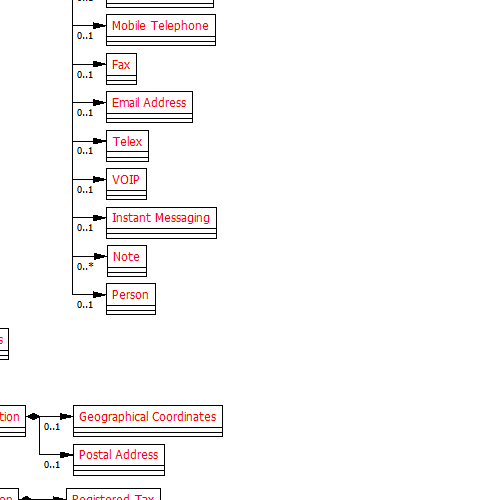 0..1
Mobile Telephone
0..1
Fax
0..1
Email Address
0..1
Telex
0..1
VOIP
0..1
Instant Messaging
0..1
Note
0..*
Person
0..1
s
tion
Geographical Coordinates
0..1
Postal Address
0..1
on
Registered Tax